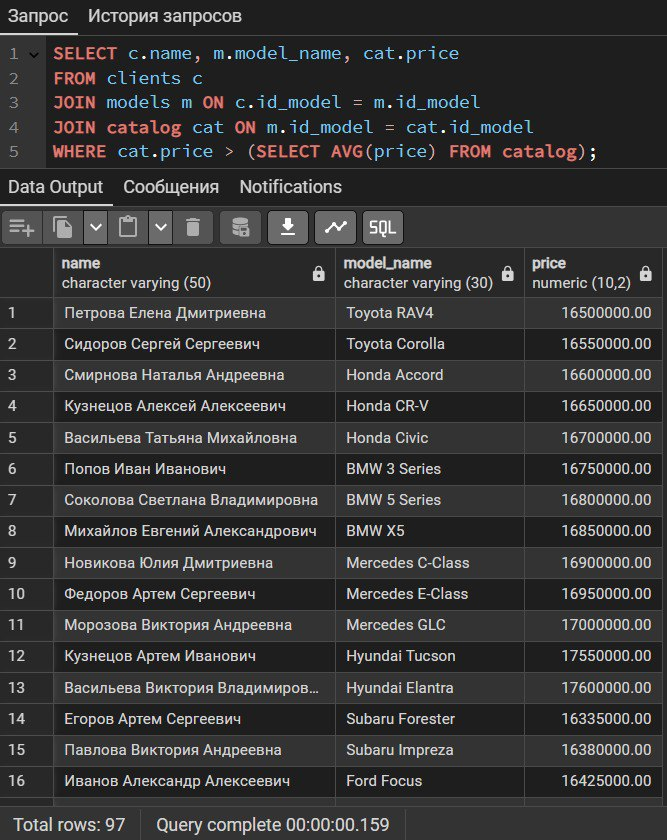 Запрос История запросов
1 SELECT c.name, m.model_name, cat.price
2 FROM clients c
3 JOIN models m ON c.id_model = m.id_model
4 JOIN catalog cat ON m.id_model = cat.id_model
5 WHERE cat.price > (SELECT AVG(price) FROM catalog);
Data Output Сообщения Notifications
SQL
name model_name price
character varying (50) character varying (30) numeric (10,2)
1 Петрова Елена Дмитриевна Toyota RAV4 16500000.00
2 Сидоров Сергей Сергеевич Toyota Corolla 16550000.00
3 Смирнова Наталья Андреевна Honda Accord 16600000.00
4 Кузнецов Алексей Алексеевич Honda CR-V 16650000.00
5 Васильева Татьяна Михайловна Honda Civic 16700000.00
6 Попов Иван Иванович BMW 3 Series 16750000.00
7 Соколова Светлана Владимировна BMW 5 Series 16800000.00
8 Михайлов Евгений Александрович BMW X5 16850000.00
9 Новикова Юлия Дмитриевна Mercedes C-Class 16900000.00
10 Федоров Артем Сергеевич Mercedes E-Class 16950000.00
11 Морозова Виктория Андреевна Mercedes GLC 17000000.00
12 Кузнецов Артем Иванович Hyundai Tucson 17550000.00
13 Васильева Виктория Владимиров… Hyundai Elantra 17600000.00
14 Егоров Артем Сергеевич Subaru Forester 16335000.00
15 Павлова Виктория Андреевна Subaru Impreza 16380000.00
16 Иванов Александр Алексеевич Ford Focus 16425000.00
Total rows: 97 Query complete 00:00:00.159